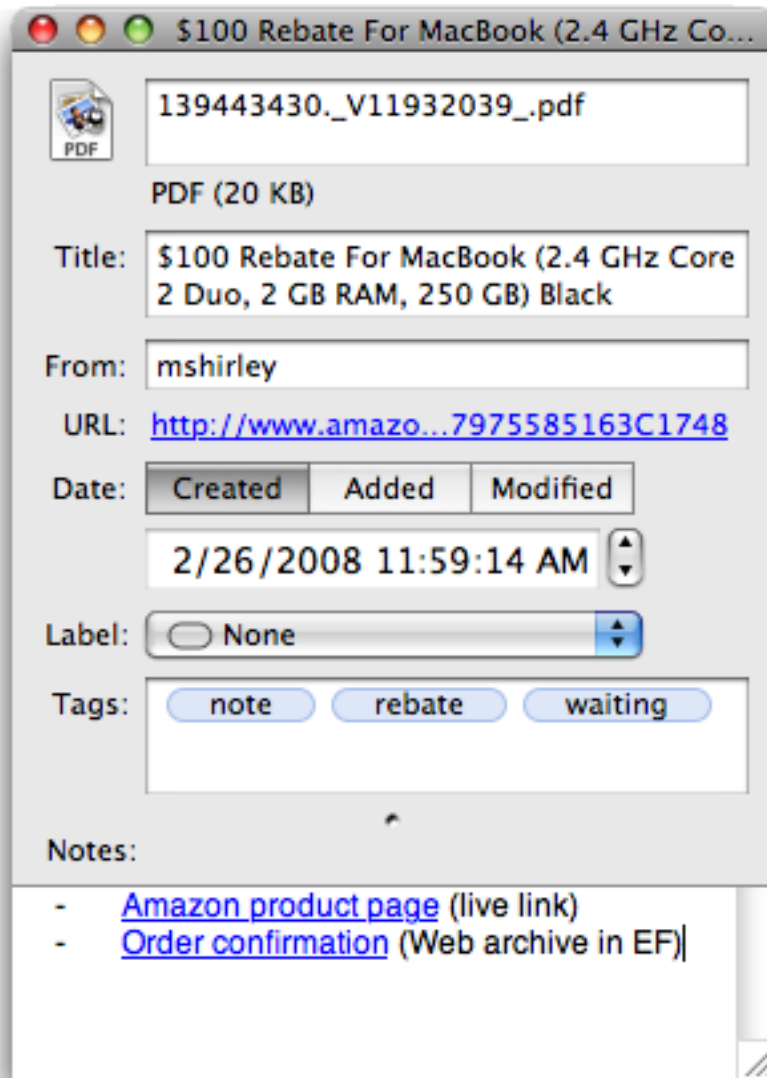 $100 Rebate For MacBook (2.4 GHz Co...
139443430._V11932039_.pdf
PDF
PDF (20 KB)
Title: $100 Rebate For MacBook (2.4 GHz Core
2 Duo, 2 GB RAM, 250 GB) Black
From: mshirley
URL: http://www.amazo...7975585163C1748
Date: Created Added Modified
2/26/2008 11:59:14 AM
Label: None
Tags: note rebate waiting
Notes:
- Amazon product page (live link)
- Order confirmation (Web archive in EF)